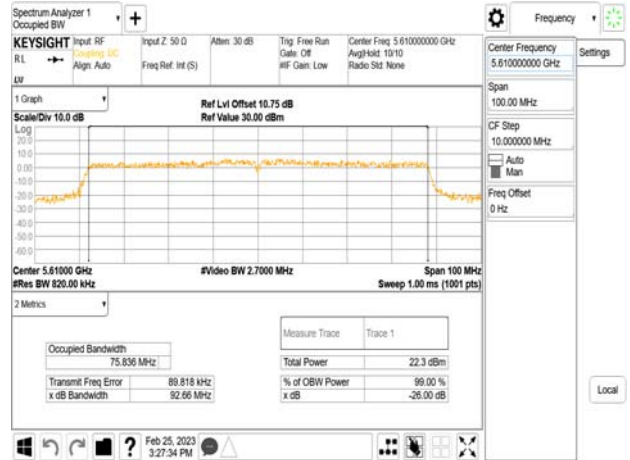 Spectrum Analyzer 1
Occupied BW
Frequency
KEYSIGHT
Input: RF
Coupling: DC
Align: Auto
Input Z: 50 Ω
Freq Ref: Int (S)
Atten: 30 dB
Trig: Free Run
Gate: Off
#IF Gain: Low
Center Freq: 5.610000000 GHz
Avg|Hold: 10/10
Radio Std: None
RL
LXI
Center Frequency
5.610000000 GHz
Settings
Span
100.00 MHz
CF Step
10.000000 MHz
Auto
Man
Freq Offset
0 Hz
Local
1 Graph
Scale/Div 10.0 dB
Ref Lvl Offset 10.75 dB
Ref Value 30.00 dBm
Log
20.0
10.0
0.00
-10.0
-20.0
-30.0
-40.0
-50.0
-60.0
Center 5.61000 GHz
#Res BW 820.00 kHz
#Video BW 2.7000 MHz
Span 100 MHz
Sweep 1.00 ms (1001 pts)
2 Metrics
Measure Trace
Trace 1
Occupied Bandwidth
75.836 MHz
Total Power
22.3 dBm
Transmit Freq Error
89.818 kHz
% of OBW Power
99.00 %
x dB Bandwidth
92.66 MHz
x dB
-26.00 dB
?
Feb 25, 2023
3:27:34 PM